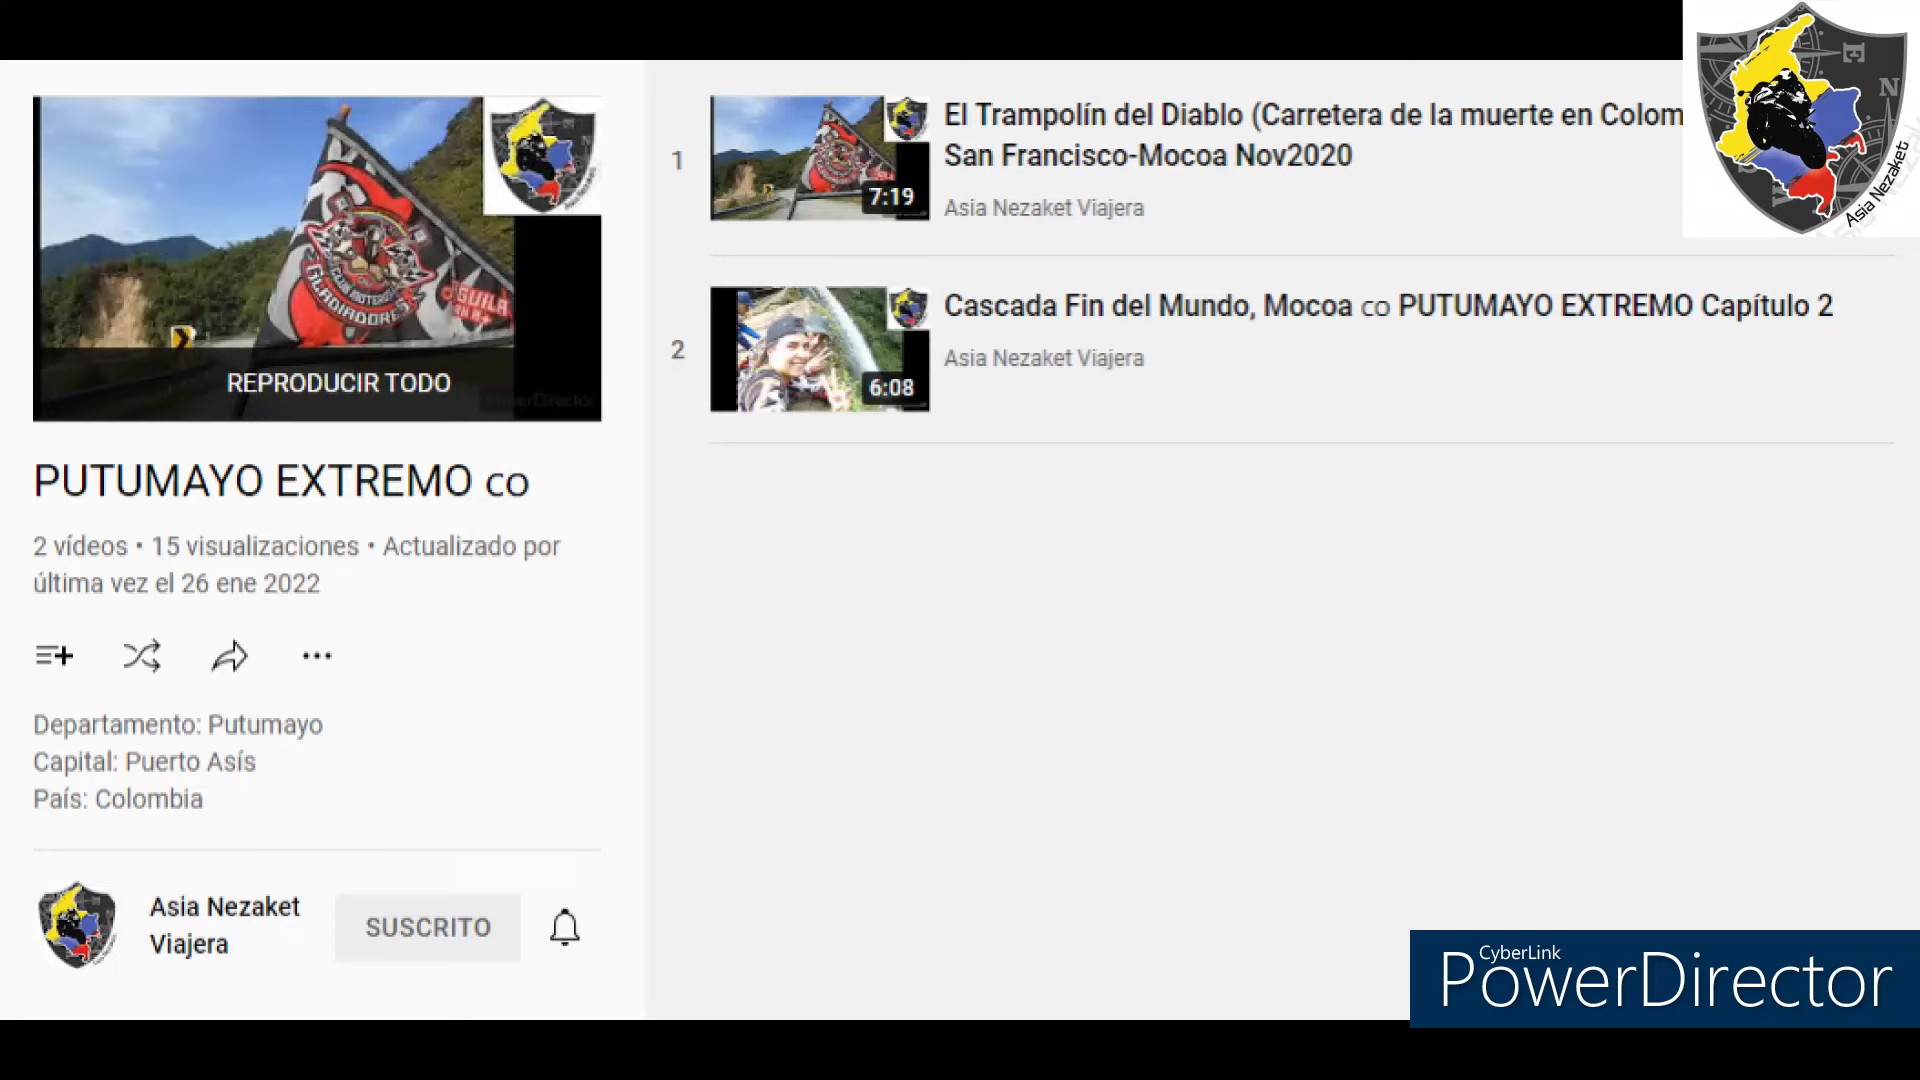 REPRODUCIR TODO
PUTUMAYO EXTREMO co
2 vídeos • 15 visualizaciones • Actualizado por
última vez el 26 ene 2022
Departamento: Putumayo
Capital: Puerto Asís
País: Colombia
Asia Nezaket
Viajera
SUSCRITO
1
7:19
El Trampolín del Diablo (Carretera de la muerte en Colom
San Francisco-Mocoa Nov2020
Asia Nezaket Viajera
2
6:08
Cascada Fin del Mundo, Mocoa co PUTUMAYO EXTREMO Capítulo 2
Asia Nezaket Viajera
E
N
Asia Nezaket
GLADIADORES
CyberLink
PowerDirector